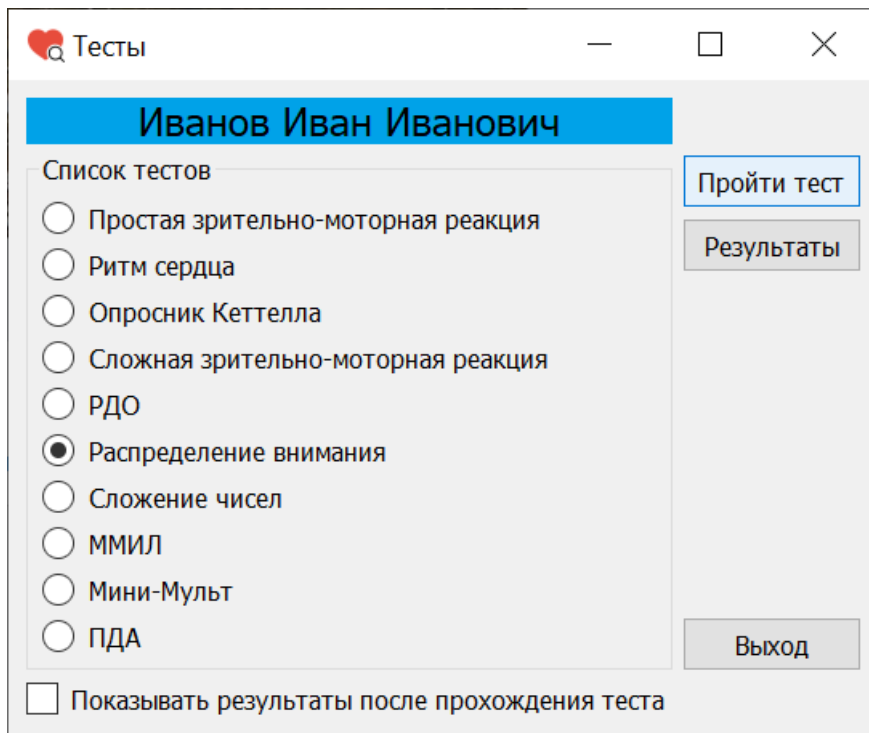 Тесты
Иванов Иван Иванович
Список тестов
Простая зрительно-моторная реакция
Ритм сердца
Опросник Кеттелла
Сложная зрительно-моторная реакция
РДО
Распределение внимания
Сложение чисел
ММИЛ
Мини-Мульт
ПДА
Показывать результаты после прохождения теста
Пройти тест
Результаты
Выход